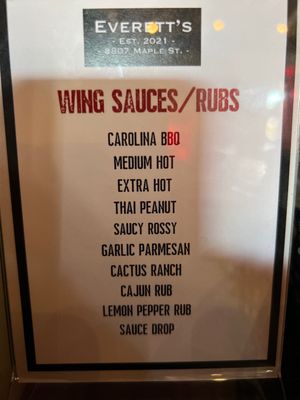 EVERETT'S
- EST. 2021 -
- 8807 MAPLE ST. -
WING SAUCES/RUBS
CAROLINA BBQ
MEDIUM HOT
EXTRA HOT
THAI PEANUT
SAUCY ROSSY
GARLIC PARMESAN
CACTUS RANCH
CAJUN RUB
LEMON PEPPER RUB
SAUCE DROP